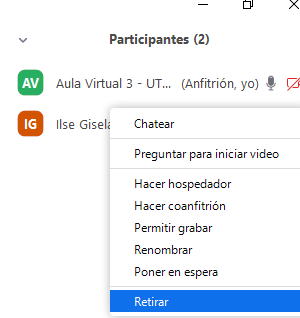 Participantes (2)
AV Aula Virtual 3 - UT... (Anfitrión, yo)
IG Ilse Gisela
Chatear
Preguntar para iniciar video
Hacer hospedador
Hacer coanfitrión
Permitir grabar
Renombrar
Poner en espera
Retirar